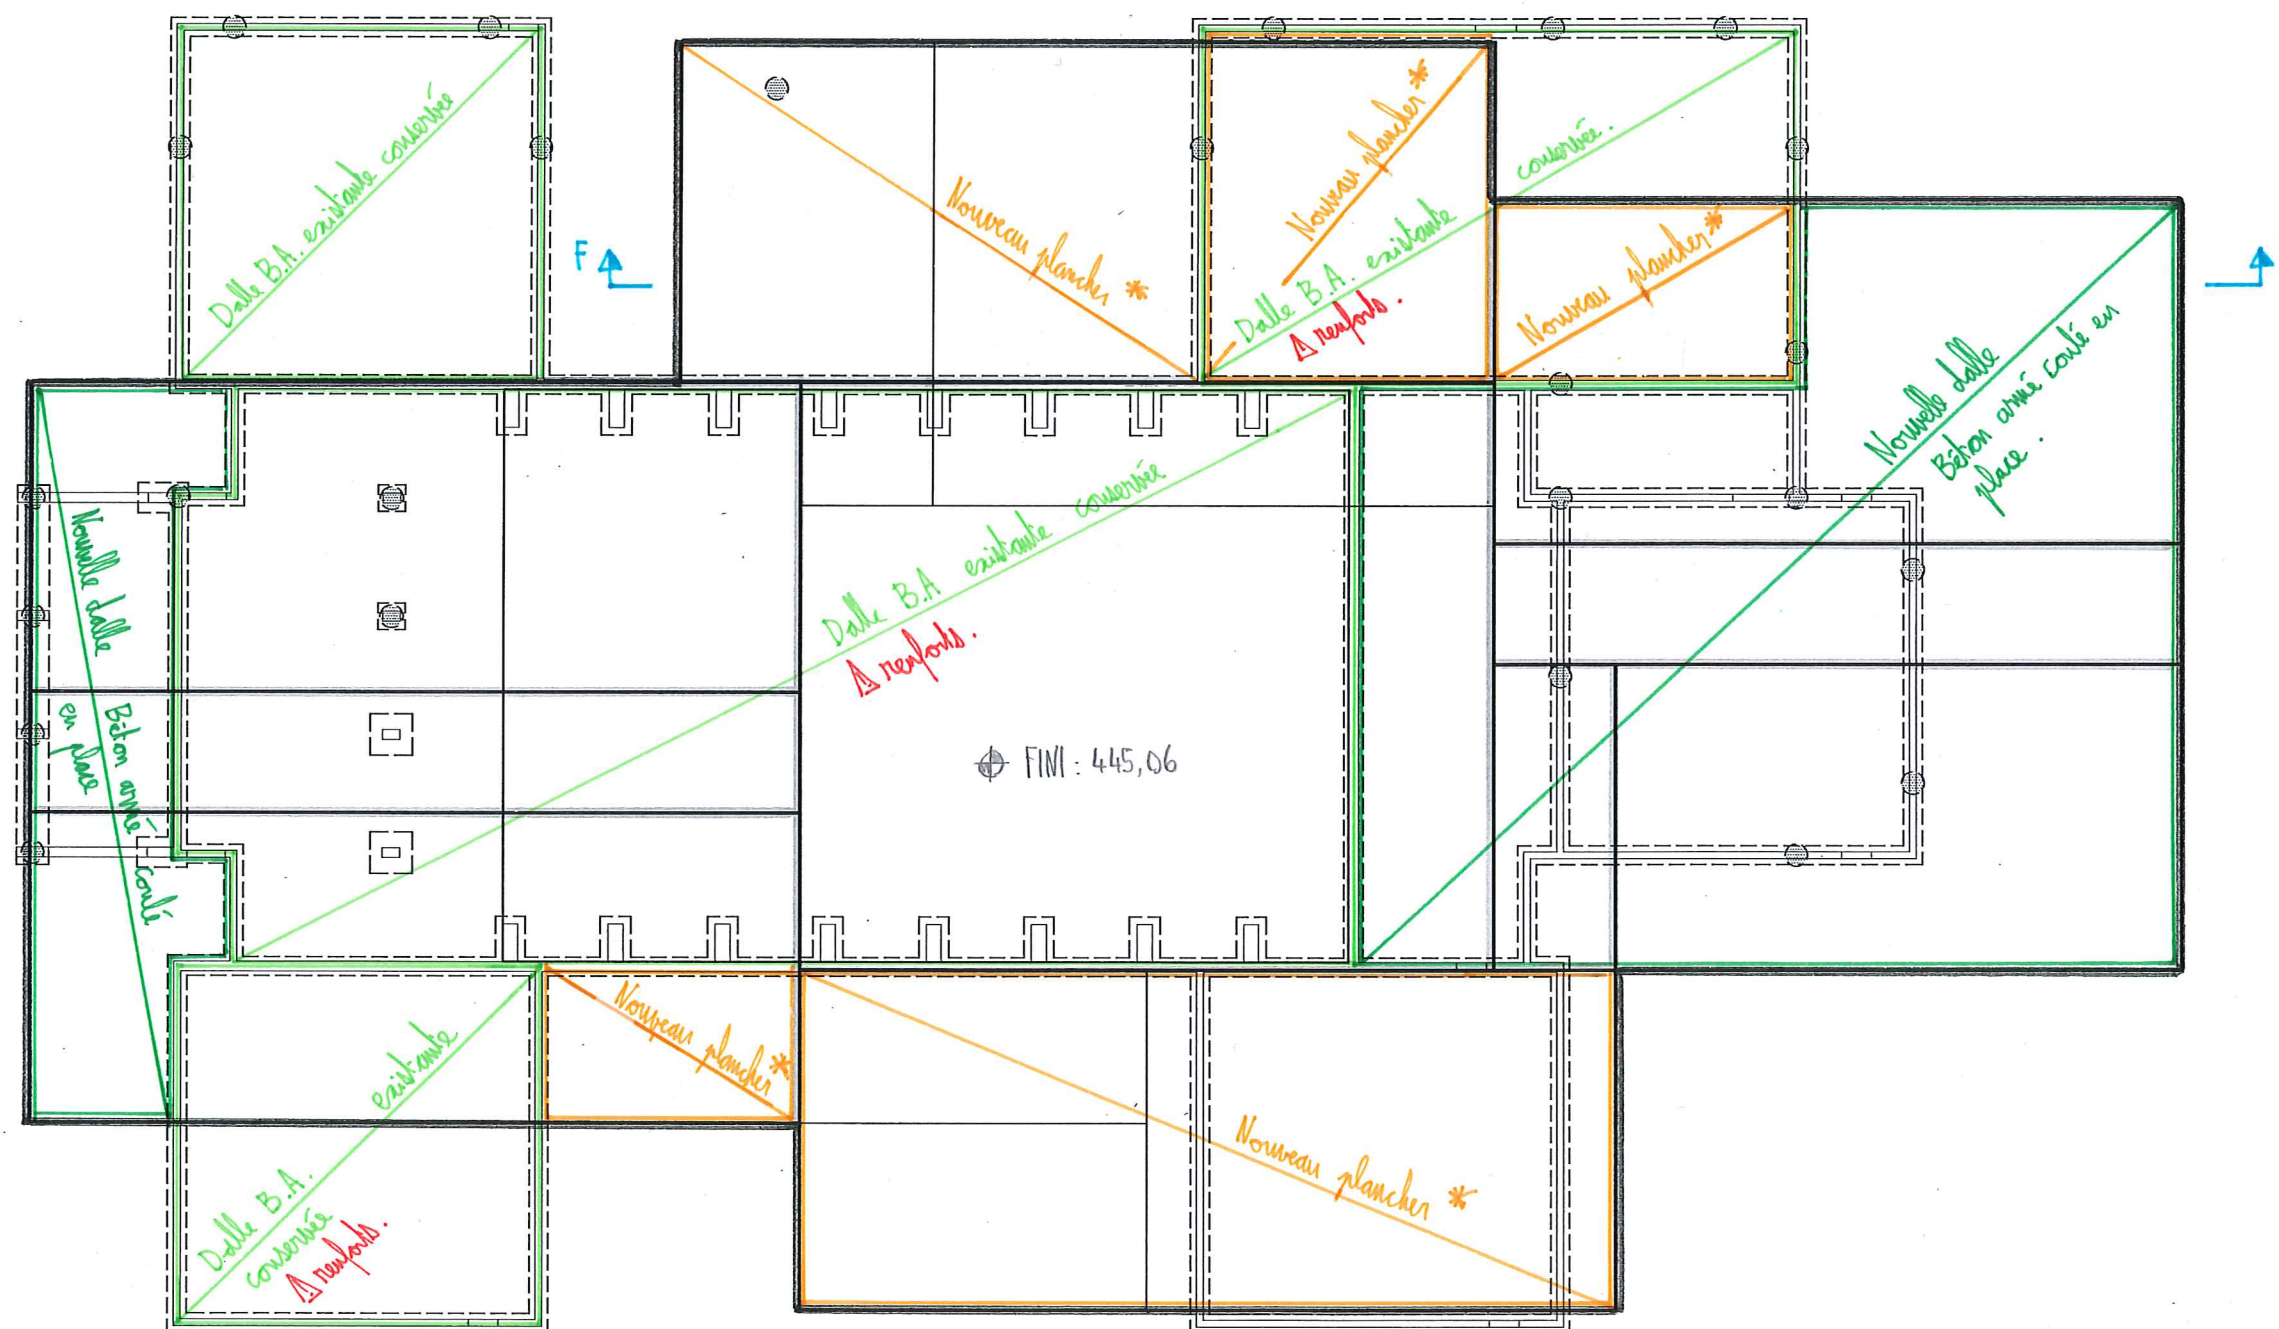 Dalle B.A. existante conservée
F
Nouveau plancher *
Nouveau plancher *
Dalle B.A. existante conservée.
⚠ renforts.
Nouveau plancher *
Nouvelle dalle
Béton armé coulé en
place.
Nouvelle dalle
Béton armé coulé
en place
Dalle B.A existante conservée
⚠ renforts.
FINI : 445,06
Dalle B.A. existante
conservée
⚠ renforts.
Nouveau plancher *
Nouveau plancher *